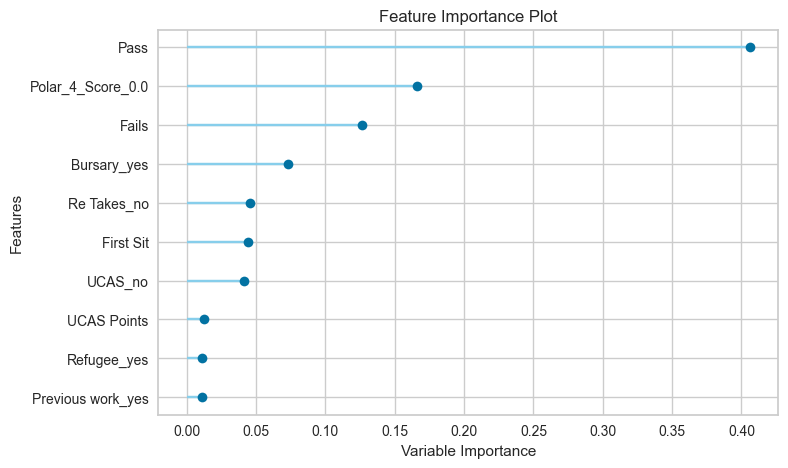 Feature Importance Plot
Pass
Polar_4_Score_0.0
Fails
Bursary_yes
Re Takes_no
First Sit
UCAS_no
UCAS Points
Refugee_yes
Previous work_yes
Features
0.00 0.05 0.10 0.15 0.20 0.25 0.30 0.35 0.40
Variable Importance